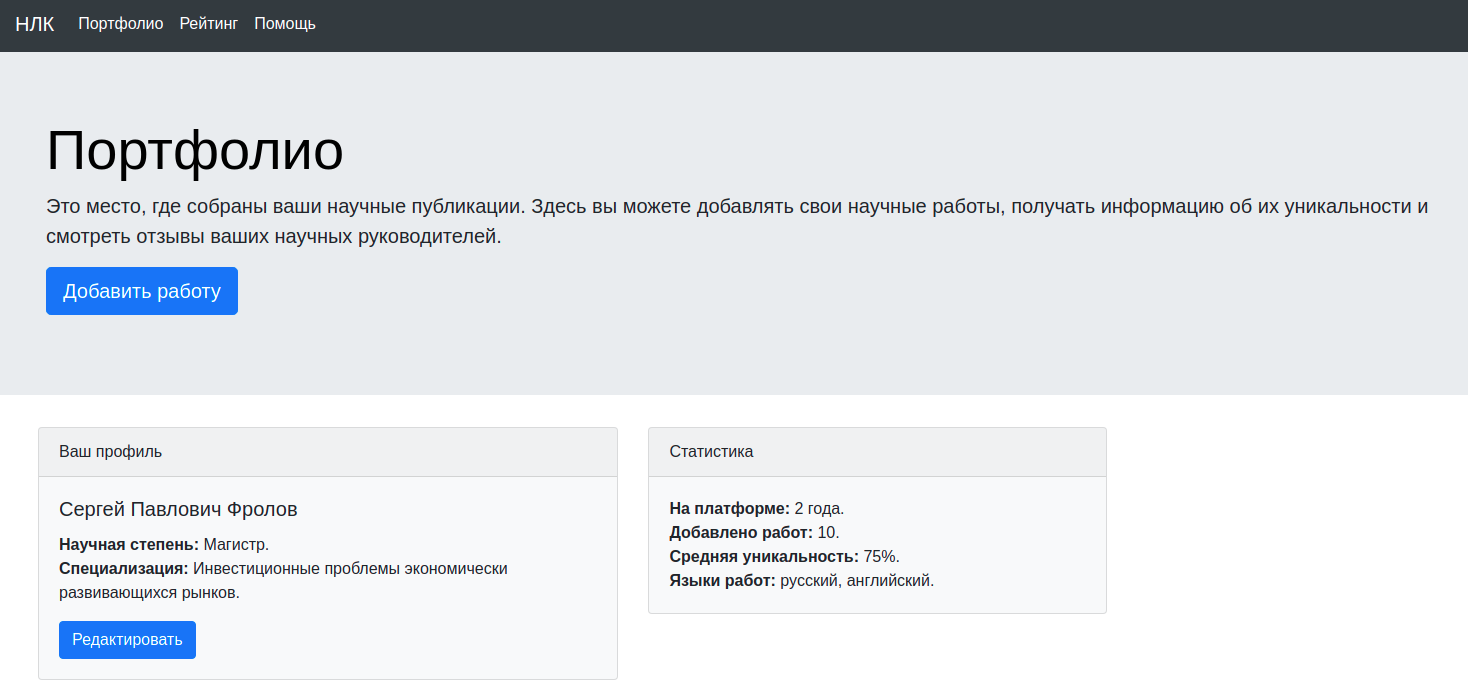 НЛК Портфолио Рейтинг Помощь
Портфолио
Это место, где собраны ваши научные публикации. Здесь вы можете добавлять свои научные работы, получать информацию об их уникальности и
смотреть отзывы ваших научных руководителей.
Добавить работу
Ваш профиль
Сергей Павлович Фролов
Научная степень: Магистр.
Специализация: Инвестиционные проблемы экономически
развивающихся рынков.
Редактировать
Статистика
На платформе: 2 года.
Добавлено работ: 10.
Средняя уникальность: 75%.
Языки работ: русский, английский.